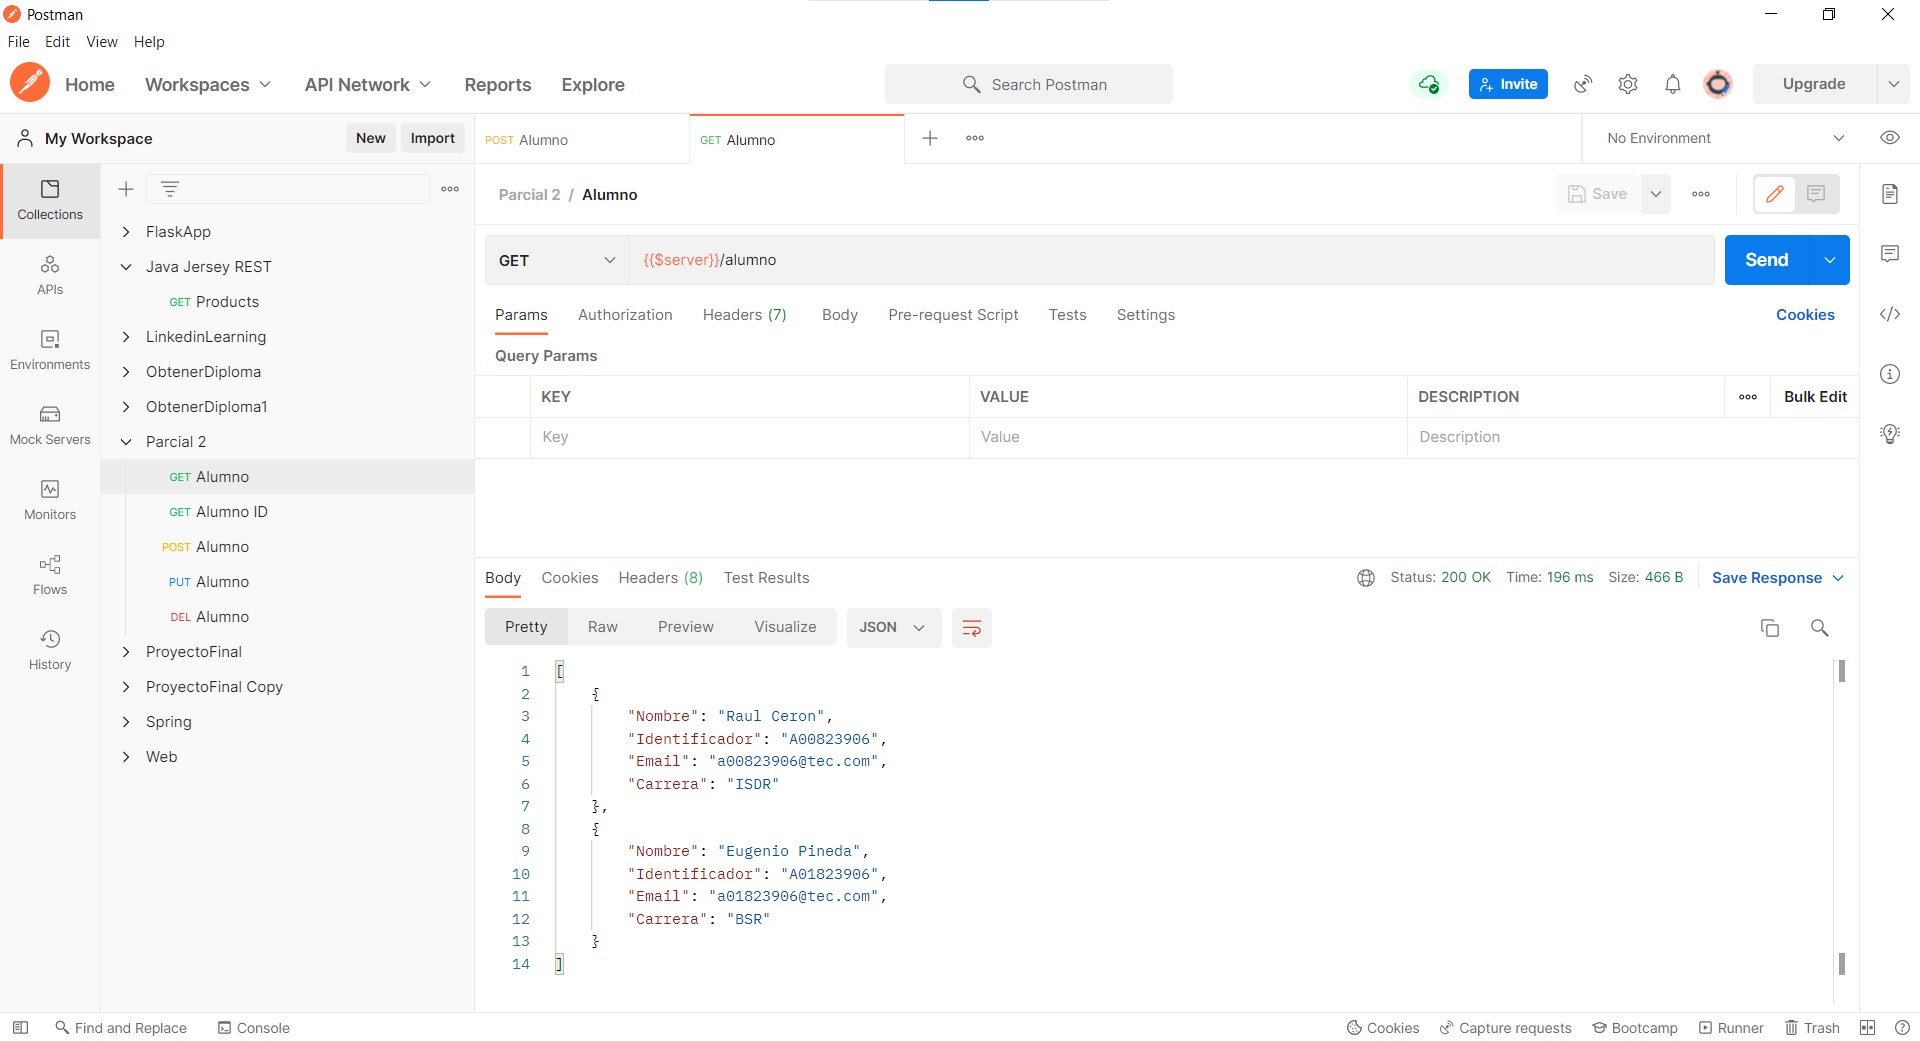 Postman
File Edit View Help
Home Workspaces API Network Reports Explore Search Postman Invite Upgrade
My Workspace New Import POST Alumno GET Alumno No Environment
Collections
APIs
Environments
Mock Servers
Monitors
Flows
History
FlaskApp
Java Jersey REST
GET Products
LinkedinLearning
ObtenerDiploma
ObtenerDiploma1
Parcial 2
GET Alumno
GET Alumno ID
POST Alumno
PUT Alumno
DEL Alumno
ProyectoFinal
ProyectoFinal Copy
Spring
Web
Parcial 2 / Alumno Save
GET {{$server}}/alumno Send
Params Authorization Headers (7) Body Pre-request Script Tests Settings Cookies
Query Params
KEY VALUE DESCRIPTION Bulk Edit
Key Value Description
Body Cookies Headers (8) Test Results Status: 200 OK Time: 196 ms Size: 466 B Save Response
Pretty Raw Preview Visualize JSON
1 [
2 {
3 "Nombre": "Raul Ceron",
4 "Identificador": "A00823906",
5 "Email": "a00823906@tec.com",
6 "Carrera": "ISDR"
7 },
8 {
9 "Nombre": "Eugenio Pineda",
10 "Identificador": "A01823906",
11 "Email": "a01823906@tec.com",
12 "Carrera": "BSR"
13 }
14 ]
Find and Replace Console Cookies Capture requests Bootcamp Runner Trash